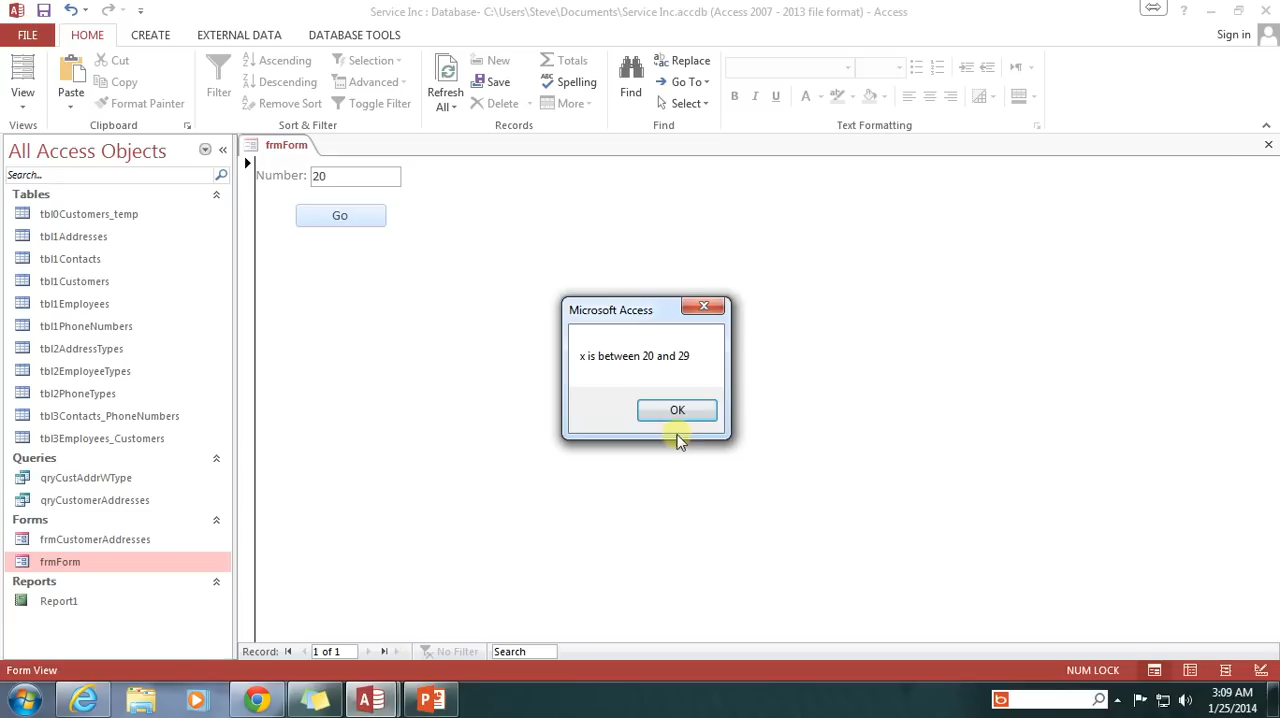 Service Inc : Database- C:\Users\Steve\Documents\Service Inc.accdb (Access 2007 - 2013 file format) - Access
FILE HOME CREATE EXTERNAL DATA DATABASE TOOLS Sign in
View
Views
Paste
Cut
Copy
Format Painter
Clipboard
Filter
Ascending
Descending
Remove Sort
Selection
Advanced
Toggle Filter
Sort & Filter
Refresh
All
New
Save
Delete
Totals
Spelling
More
Records
Find
Replace
Go To
Select
Find
B I U A
Text Formatting
All Access Objects
Search...
Tables
tbl0Customers_temp
tbl1Addresses
tbl1Contacts
tbl1Customers
tbl1Employees
tbl1PhoneNumbers
tbl2AddressTypes
tbl2EmployeeTypes
tbl2PhoneTypes
tbl3Contacts_PhoneNumbers
tbl3Employees_Customers
Queries
qryCustAddrWType
qryCustomerAddresses
Forms
frmCustomerAddresses
frmForm
Reports
Report1
frmForm
Number: 20
Go
Microsoft Access
x is between 20 and 29
OK
Record: 1 of 1 No Filter Search
Form View NUM LOCK
3:09 AM
1/25/2014